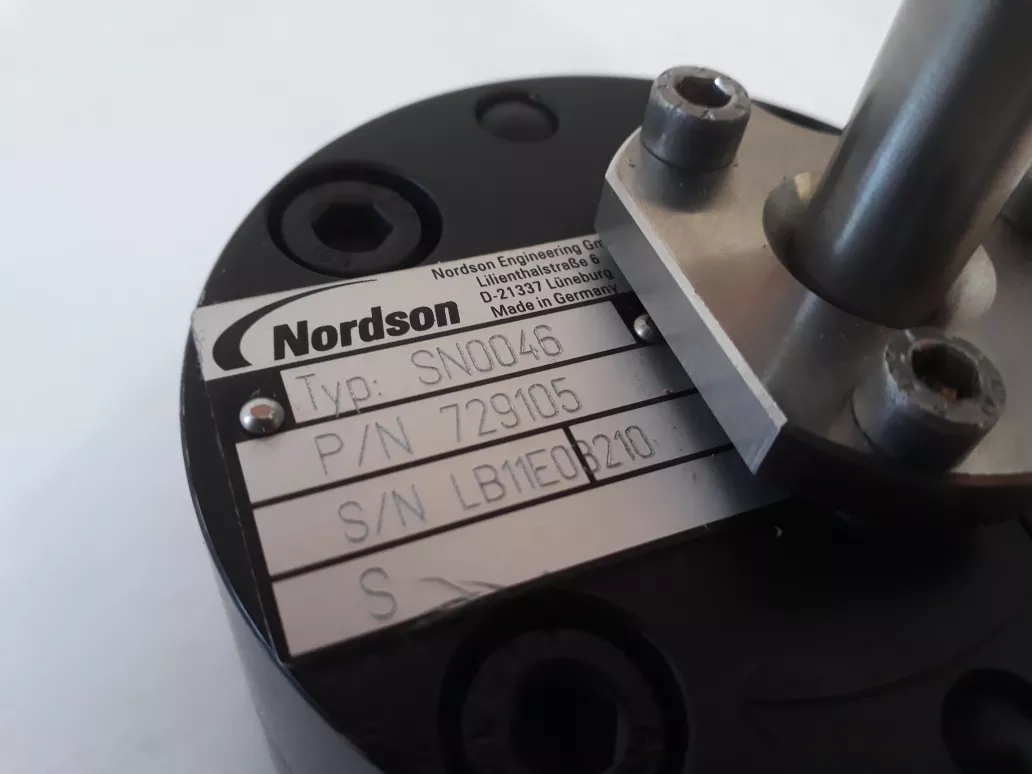 Nordson Engineering Gm
Lilienthalstraße 6
D-21337 Lüneburg
Made in Germany
Nordson
Typ: SN0046
P/N 729105
S/N LB11E03210
S